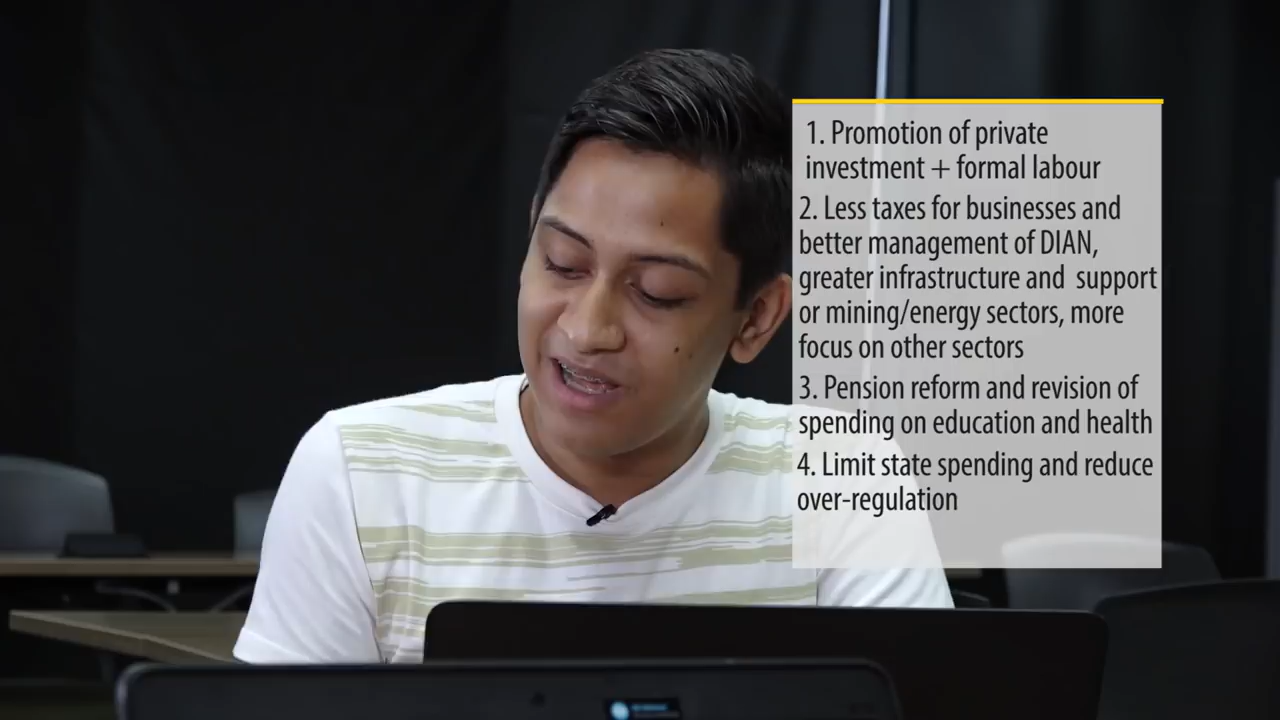 1. Promotion of private
investment + formal labour
2. Less taxes for businesses and
better management of DIAN,
greater infrastructure and support
or mining/energy sectors, more
focus on other sectors
3. Pension reform and revision of
spending on education and health
4. Limit state spending and reduce
over-regulation